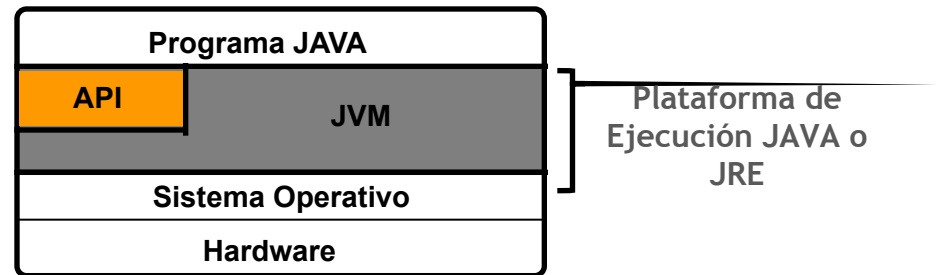 Programa JAVA
API
JVM
Plataforma de
Ejecución JAVA o
JRE
Sistema Operativo
Hardware